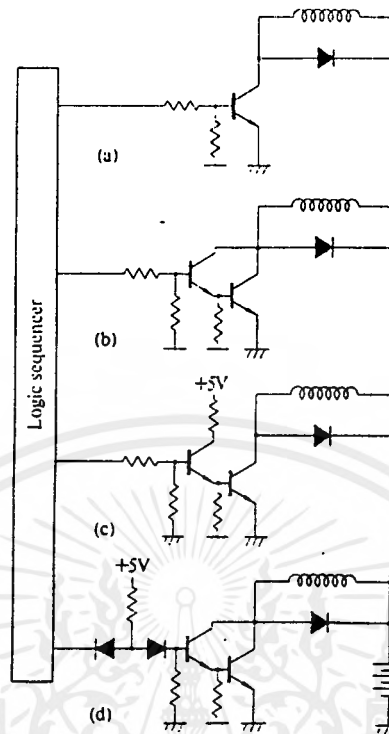 Logic sequencer
(a)
(b)
+5V
(c)
+5V
(d)